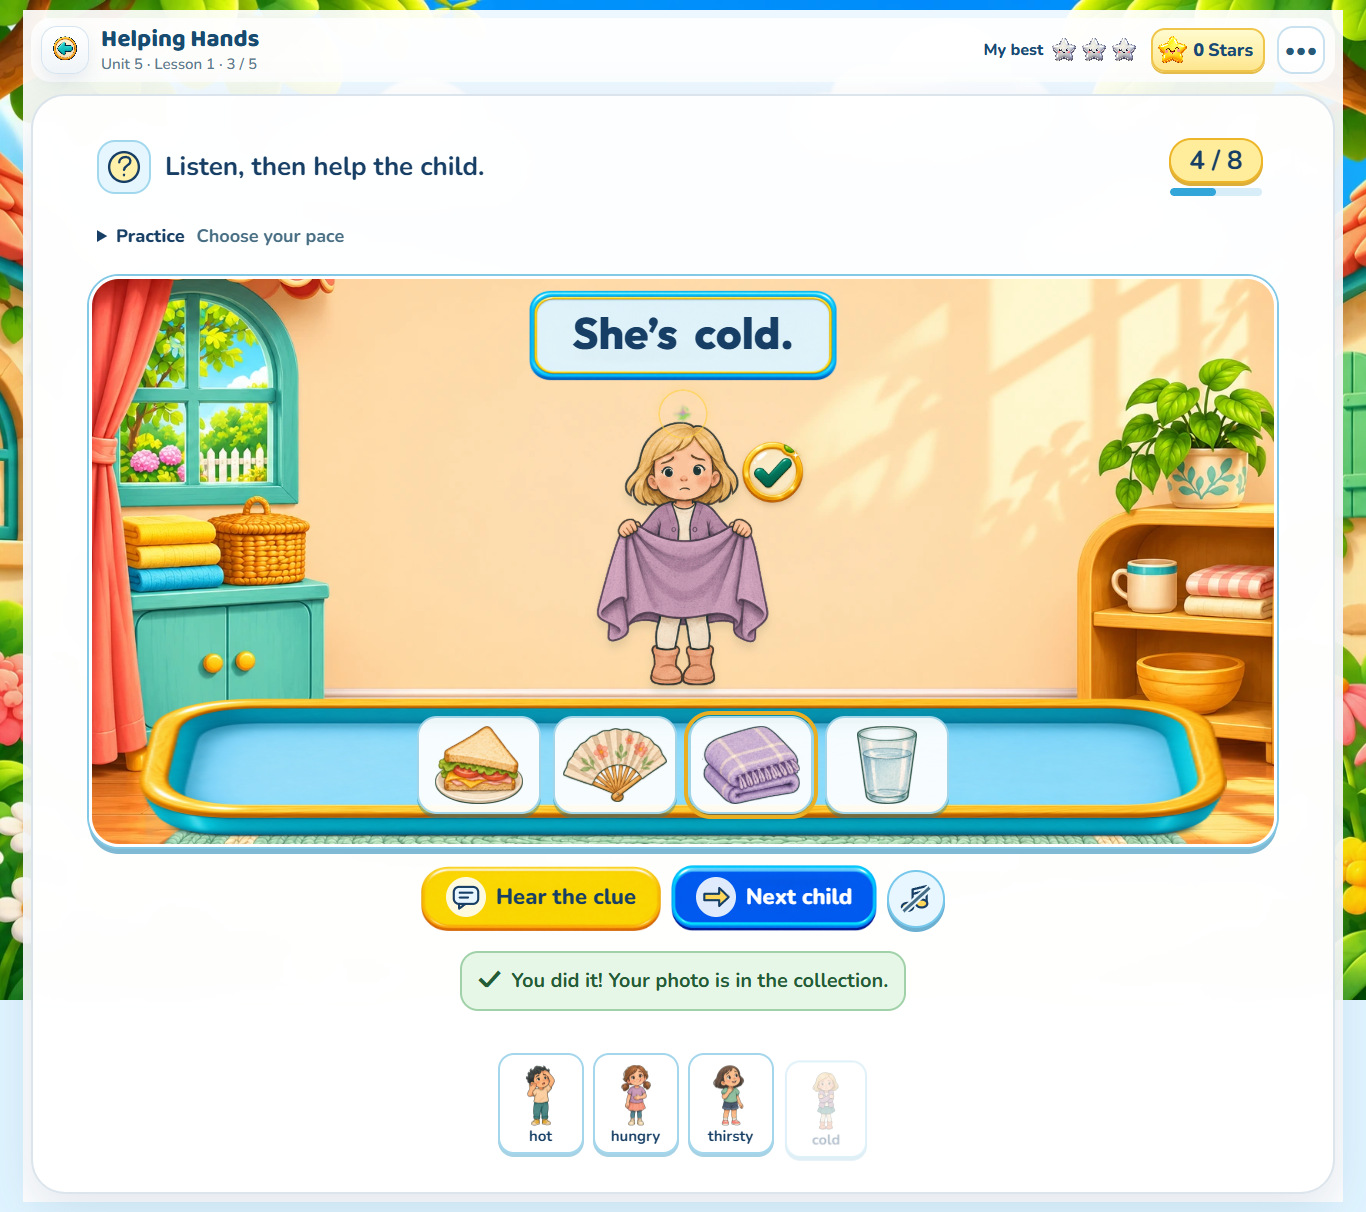 Helping Hands
Unit 5 · Lesson 1 · 3 / 5
My best
0 Stars
Listen, then help the child.
4 / 8
Practice Choose your pace
She's cold.
Hear the clue
Next child
You did it! Your photo is in the collection.
hot
hungry
thirsty
cold